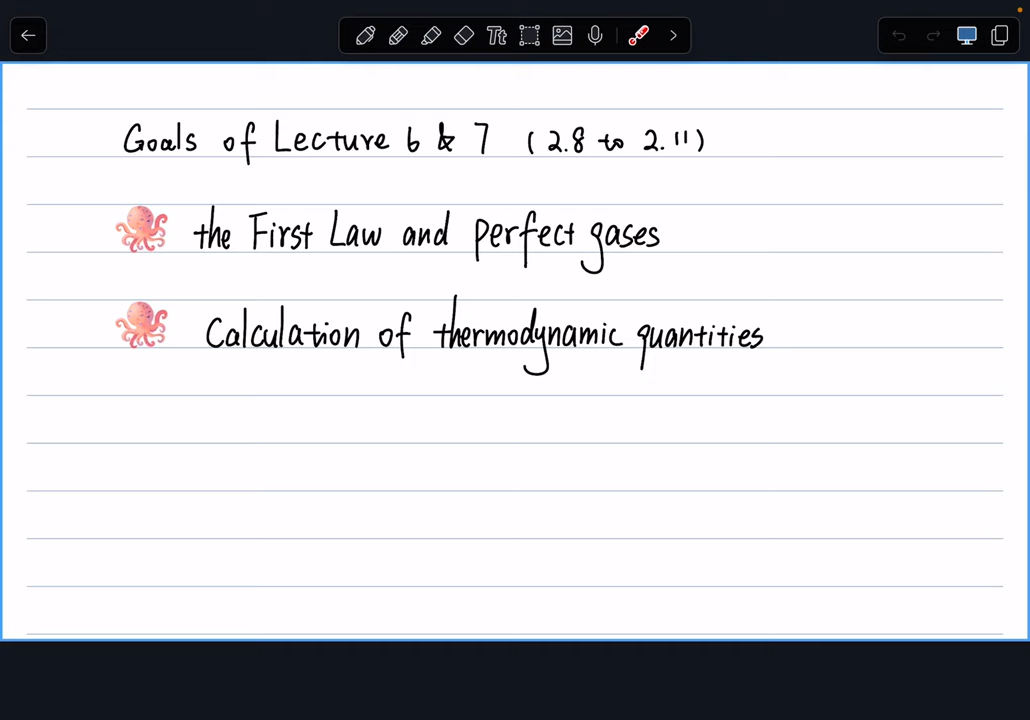 Goals of Lecture 6 & 7 (2.8 to 2.11)
the First Law and perfect gases
Calculation of thermodynamic quantities